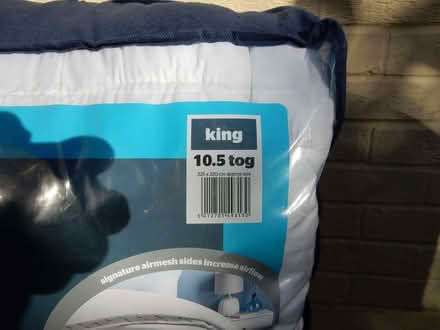 king
10.5 tog
signature airmesh sides increase airflow